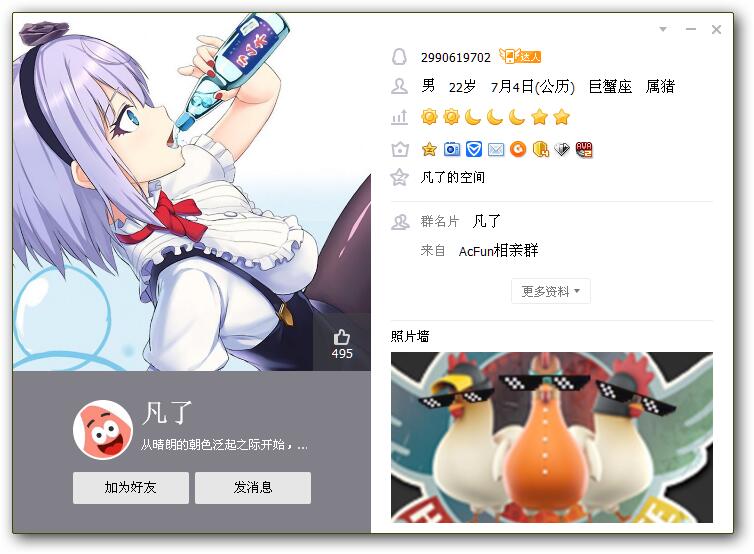 2990619702 达人
男 22岁 7月4日(公历) 巨蟹座 属猪
AVA
凡了的空间
群名片 凡了
来自 AcFun相亲群
更多资料
照片墙
495
凡了
从晴朗的朝色泛起之际开始，...
加为好友 发消息